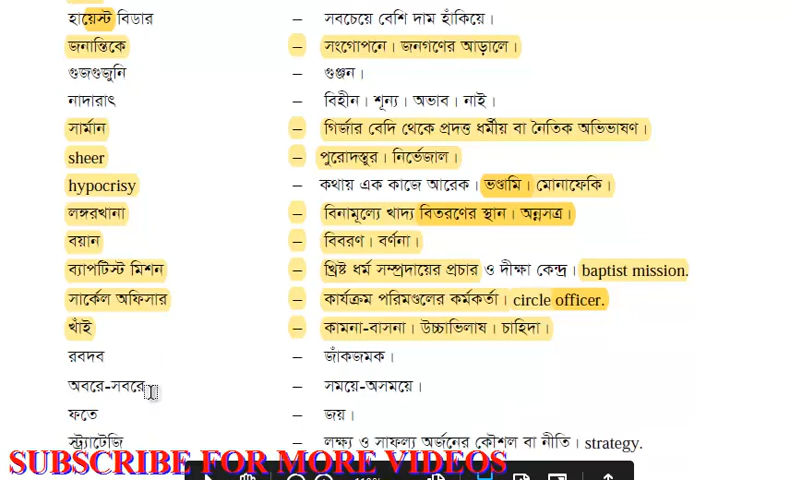 হায়েস্ট বিডার – সবচেয়ে বেশি দাম হাঁকিয়ে।
জনান্তিকে – সংগোপনে। জনগণের আড়ালে।
গুজগুজুনি – গুঞ্জন।
নাদারাৎ – বিহীন। শূন্য। অভাব। নাই।
সার্মান – গির্জার বেদি থেকে প্রদত্ত ধর্মীয় বা নৈতিক অভিভাষণ।
sheer – পুরোদস্তুর। নির্ভেজাল।
hypocrisy – কথায় এক কাজে আরেক। ভণ্ডামি। মোনাফেকি।
লঙ্গরখানা – বিনামূল্যে খাদ্য বিতরণের স্থান। অন্নসত্র।
বয়ান – বিবরণ। বর্ণনা।
ব্যাপটিস্ট মিশন – খ্রিষ্ট ধর্ম সম্প্রদায়ের প্রচার ও দীক্ষা কেন্দ্র। baptist mission.
সার্কেল অফিসার – কার্যক্রম পরিমণ্ডলের কর্মকর্তা। circle officer.
খাঁই – কামনা-বাসনা। উচ্চাভিলাষ। চাহিদা।
রবদব – জাঁকজমক।
অবরে-সবরে – সময়ে-অসময়ে।
ফতে – জয়।
স্ট্র্যাটেজি – লক্ষ্য ও সাফল্য অর্জনের কৌশল বা নীতি। strategy.
SUBSCRIBE FOR MORE VIDEOS